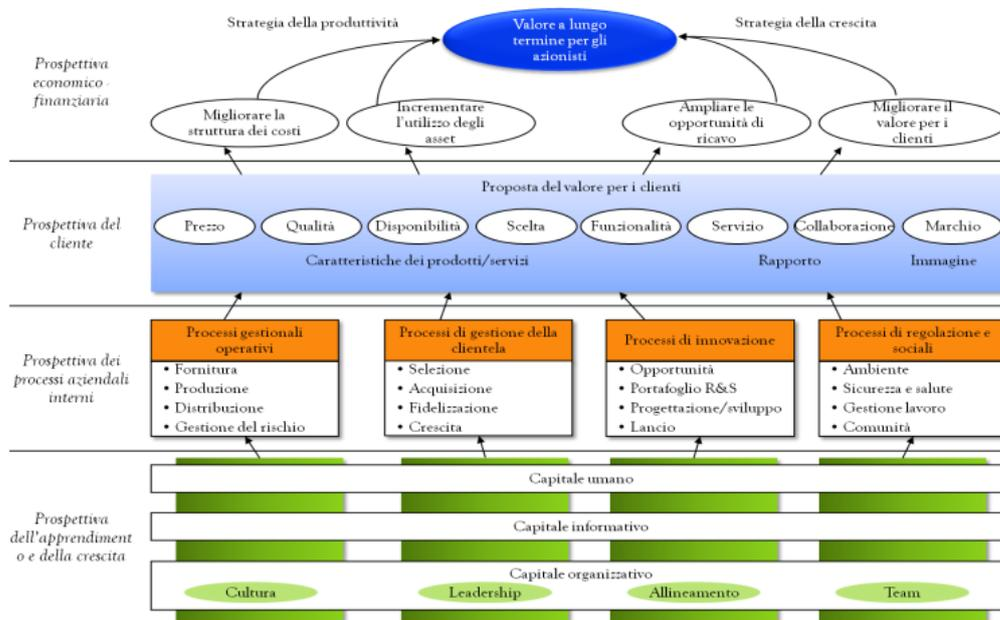 Strategia della produttività
Valore a lungo
termine per gli
azionisti
Strategia della crescita
Prospettiva
economico -
finanziaria
Migliorare la
struttura dei costi
Incrementare
l'utilizzo degli
asset
Ampliare le
opportunità di
ricavo
Migliorare il
valore per i
clienti
Proposta del valore per i clienti
Prospettiva del
cliente
Prezzo
Qualità
Disponibilità
Scelta
Funzionalità
Servizio
Collaborazione
Marchio
Caratteristiche dei prodotti/servizi
Rapporto
Immagine
Prospettiva dei
processi aziendali
interni
Processi gestionali
operativi
• Fornitura
• Produzione
• Distribuzione
• Gestione del rischio
Processi di gestione della
clientela
• Selezione
• Acquisizione
• Fidelizzazione
• Crescita
Processi di innovazione
• Opportunità
• Portafoglio R&S
• Progettazione/sviluppo
• Lancio
Processi di regolazione e
sociali
• Ambiente
• Sicurezza e salute
• Gestione lavoro
• Comunità
Prospettiva
dell'apprendiment
o e della crescita
Capitale umano
Capitale informativo
Capitale organizzativo
Cultura
Leadership
Allineamento
Team